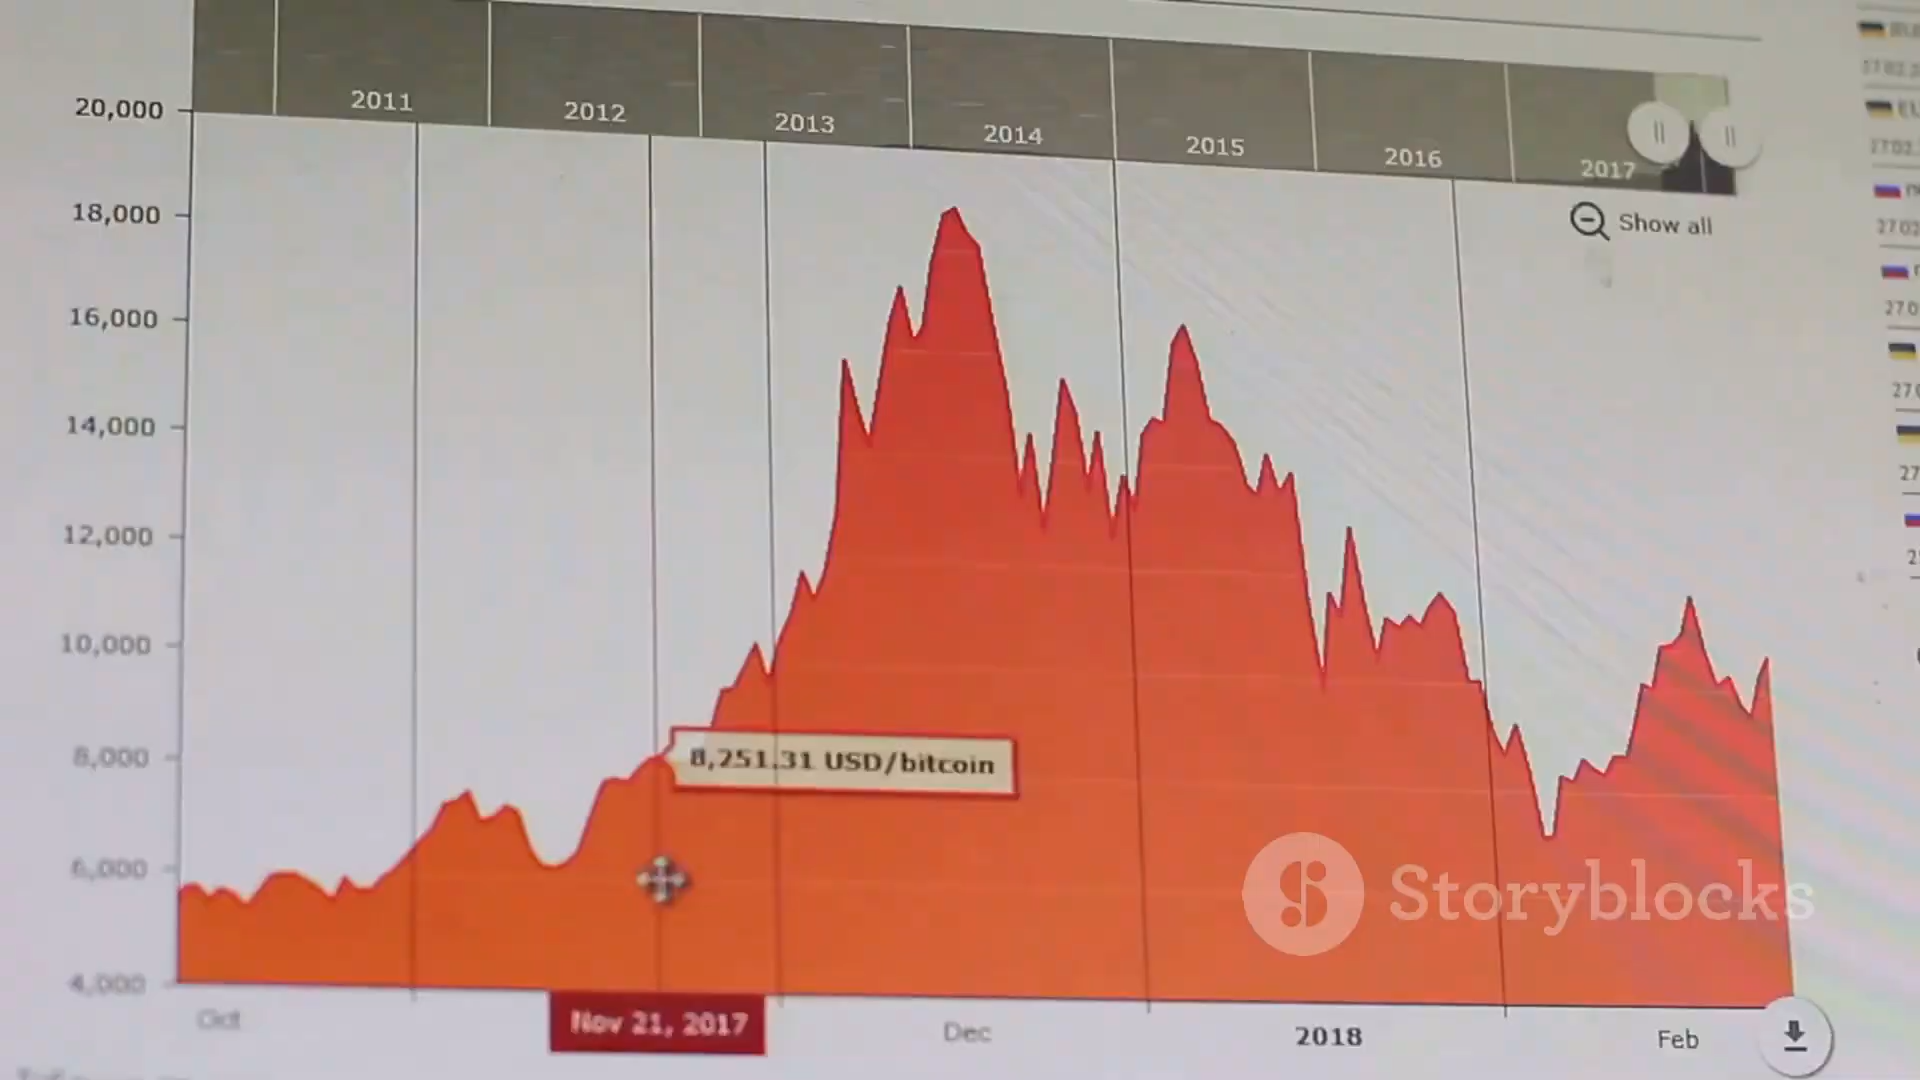 2011
2012
2013
2014
2015
2016
2017
20,000
18,000
16,000
14,000
12,000
10,000
8,000
6,000
4,000
Show all
8,251.31 USD/bitcoin
Storyblocks
Oct
Nov 21, 2017
Dec
2018
Feb